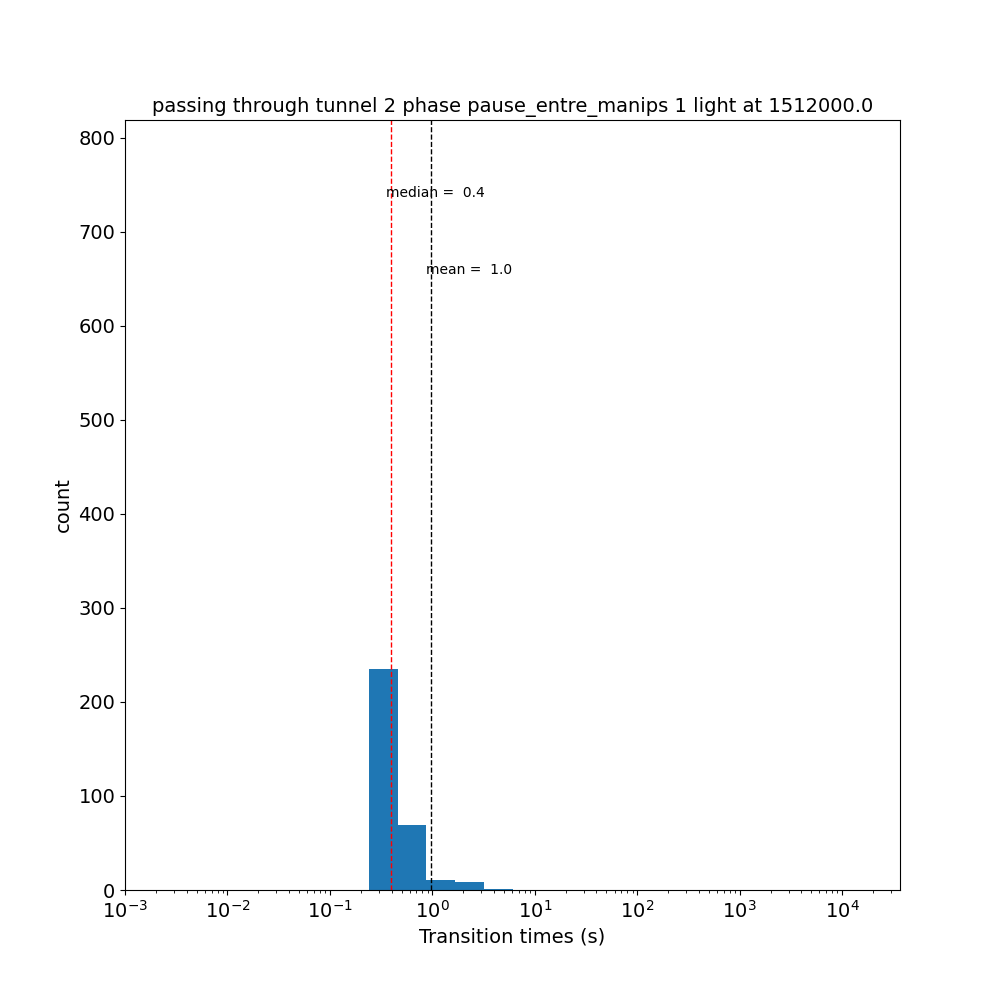 passing through tunnel 2 phase pause_entre_manips 1 light at 1512000.0
800
median =  0.4
700
mean =  1.0
600
500
count
400
300
200
100
0
10⁻³ 10⁻² 10⁻¹ 10⁰ 10¹ 10² 10³ 10⁴
Transition times (s)